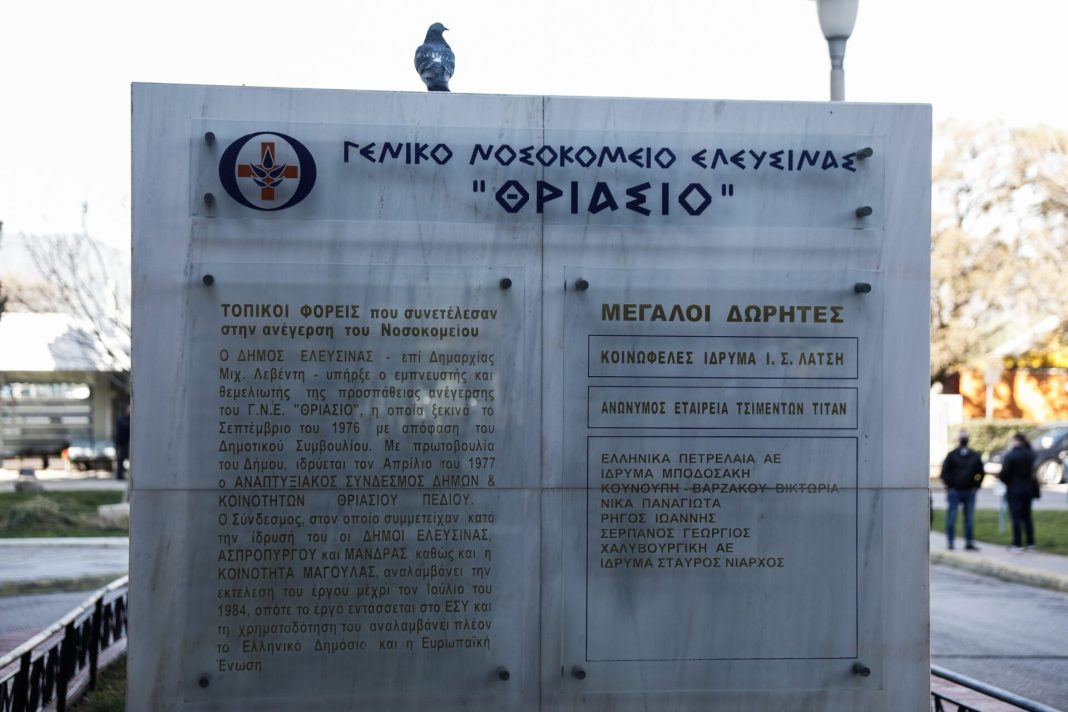 ΓΕΝΙΚΟ ΝΟΣΟΚΟΜΕΙΟ ΕΛΕΥΣΙΝΑΣ
"ΘΡΙΑΣΙΟ"
ΤΟΠΙΚΟΙ ΦΟΡΕΙΣ που συνετέλεσαν
στην ανέγερση του Νοσοκομείου
Ο ΔΗΜΟΣ ΕΛΕΥΣΙΝΑΣ - επί Δημαρχίας
Μιχ. Λεβέντη - υπήρξε ο εμπνευστής και
θεμελιωτής της προσπάθειας ανέγερσης
του Γ.Ν.Ε. "ΘΡΙΑΣΙΟ", η οποία ξεκινά το
Σεπτέμβριο του 1976 με απόφαση του
Δημοτικού Συμβουλίου. Με πρωτοβουλία
του Δήμου, ιδρύεται τον Απρίλιο του 1977
ο ΑΝΑΠΤΥΞΙΑΚΟΣ ΣΥΝΔΕΣΜΟΣ ΔΗΜΩΝ &
ΚΟΙΝΟΤΗΤΩΝ ΘΡΙΑΣΙΟΥ ΠΕΔΙΟΥ.
Ο Σύνδεσμος, στον οποίο συμμετείχαν κατά
την ίδρυσή του οι ΔΗΜΟΙ ΕΛΕΥΣΙΝΑΣ,
ΑΣΠΡΟΠΥΡΓΟΥ και ΜΑΝΔΡΑΣ καθώς και η
ΚΟΙΝΟΤΗΤΑ ΜΑΓΟΥΛΑΣ, αναλαμβάνει την
εκτέλεση του έργου μέχρι τον Ιούλιο του
1984, οπότε το έργο εντάσσεται στο ΕΣΥ και
τη χρηματοδότηση του αναλαμβάνει πλέον
το Ελληνικό Δημόσιο και η Ευρωπαϊκή
Ένωση
ΜΕΓΑΛΟΙ ΔΩΡΗΤΕΣ
ΚΟΙΝΩΦΕΛΕΣ ΙΔΡΥΜΑ Ι. Σ. ΛΑΤΣΗ
ΑΝΩΝΥΜΟΣ ΕΤΑΙΡΕΙΑ ΤΣΙΜΕΝΤΩΝ ΤΙΤΑΝ
ΕΛΛΗΝΙΚΑ ΠΕΤΡΕΛΑΙΑ ΑΕ
ΙΔΡΥΜΑ ΜΠΟΔΟΣΑΚΗ
ΚΟΥΝΟΥΠΗ - ΒΑΡΖΑΚΟΥ ΒΙΚΤΩΡΙΑ
ΝΙΚΑ ΠΑΝΑΓΙΩΤΑ
ΡΗΓΟΣ ΙΩΑΝΝΗΣ
ΣΕΡΠΑΝΟΣ ΓΕΩΡΓΙΟΣ
ΧΑΛΥΒΟΥΡΓΙΚΗ ΑΕ
ΙΔΡΥΜΑ ΣΤΑΥΡΟΣ ΝΙΑΡΧΟΣ